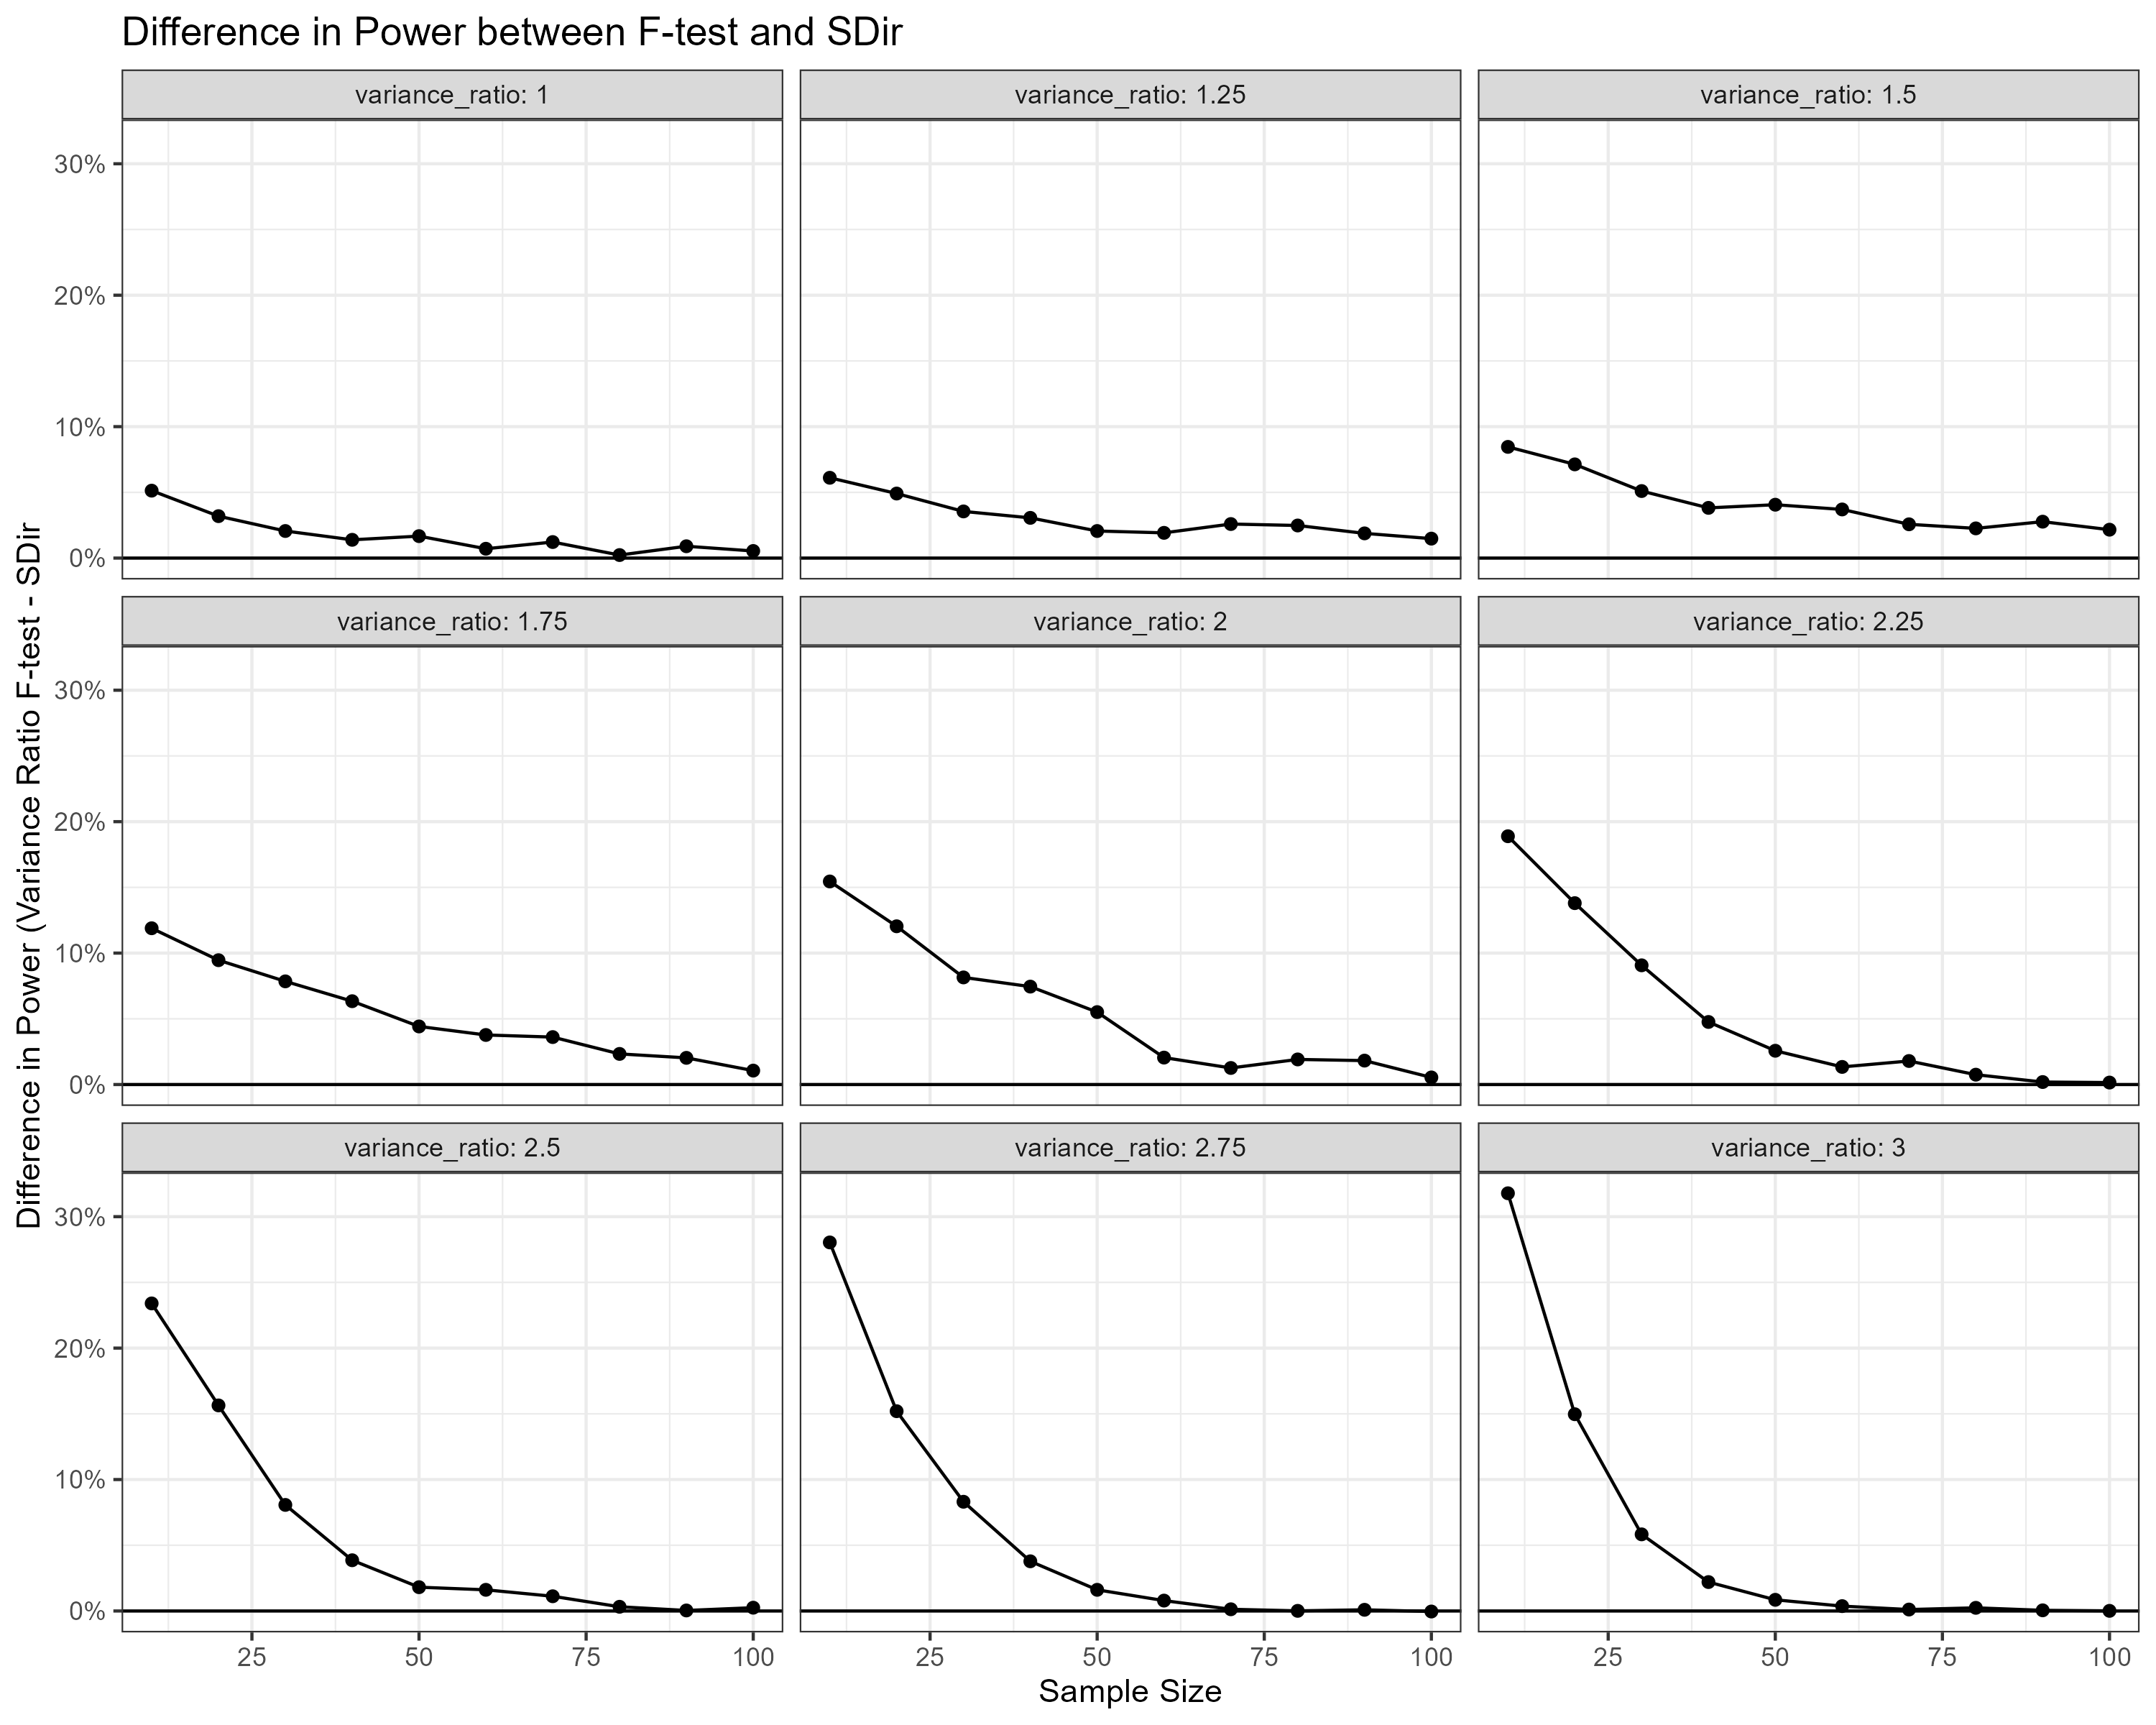 Difference in Power between F-test and SDir
Difference in Power (Variance Ratio F-test - SDir
variance_ratio: 1
variance_ratio: 1.25
variance_ratio: 1.5
30%
20%
10%
0%
variance_ratio: 1.75
variance_ratio: 2
variance_ratio: 2.25
30%
20%
10%
0%
variance_ratio: 2.5
variance_ratio: 2.75
variance_ratio: 3
30%
20%
10%
0%
25 50 75 100
25 50 75 100
25 50 75 100
Sample Size